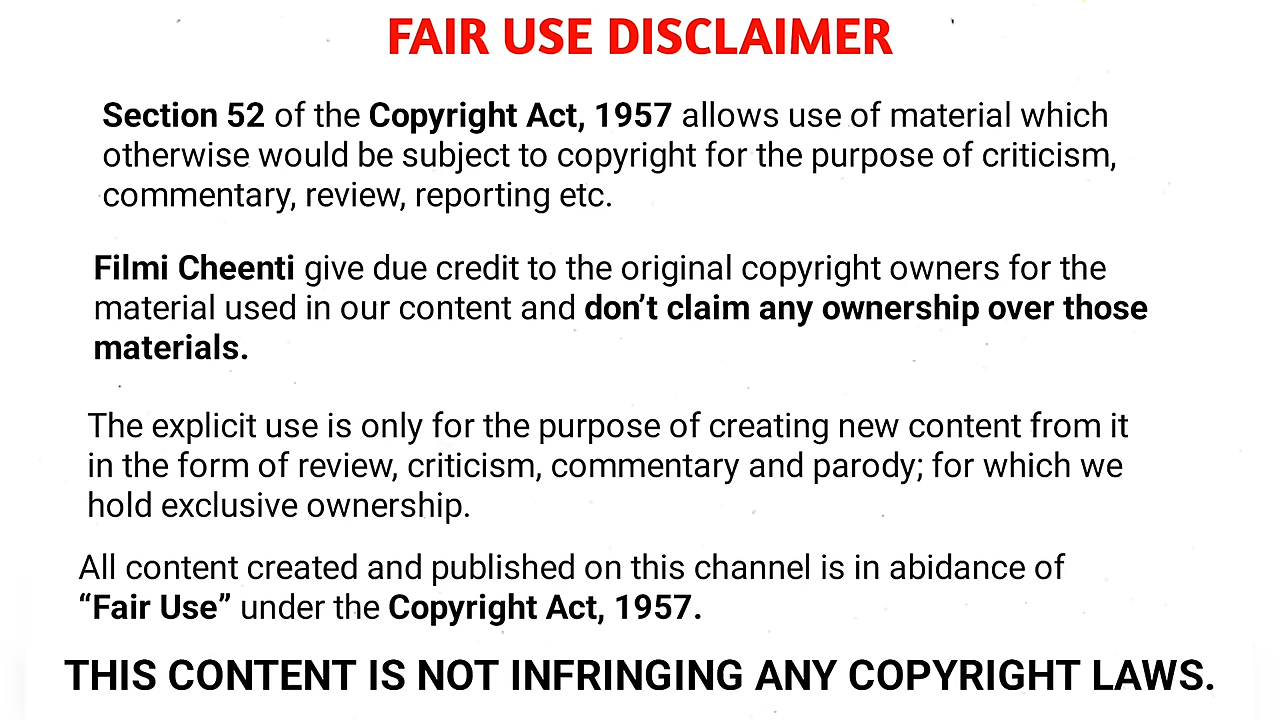 FAIR USE DISCLAIMER
Section 52 of the Copyright Act, 1957 allows use of material which
otherwise would be subject to copyright for the purpose of criticism,
commentary, review, reporting etc.
Filmi Cheenti give due credit to the original copyright owners for the
material used in our content and don’t claim any ownership over those
materials.
The explicit use is only for the purpose of creating new content from it
in the form of review, criticism, commentary and parody; for which we
hold exclusive ownership.
All content created and published on this channel is in abidance of
“Fair Use” under the Copyright Act, 1957.
THIS CONTENT IS NOT INFRINGING ANY COPYRIGHT LAWS.